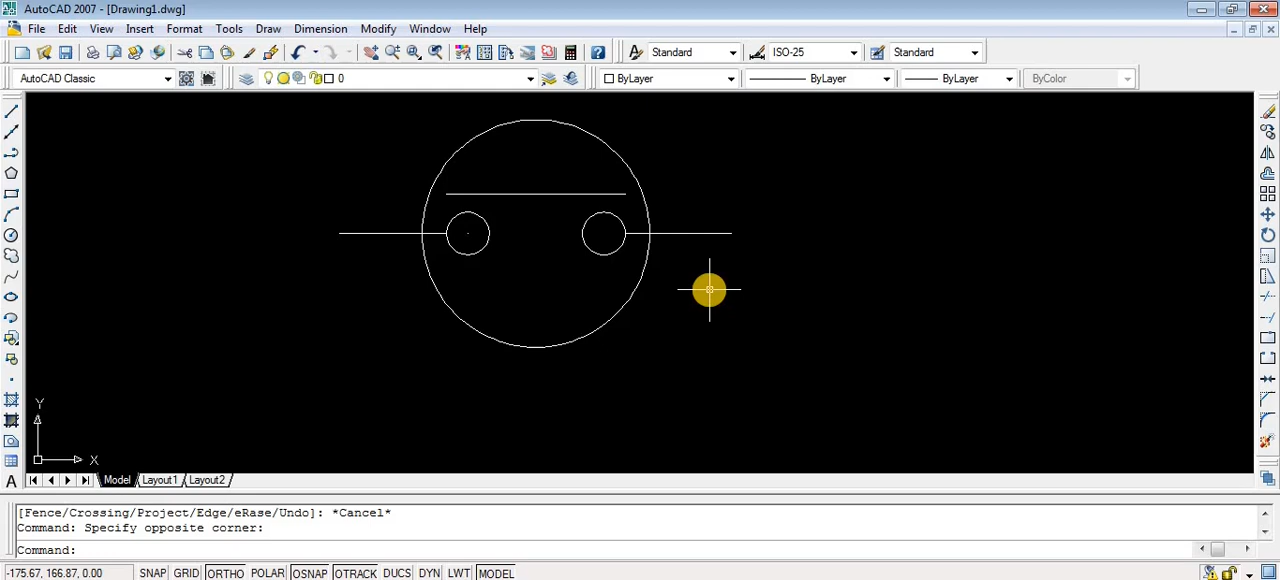 AutoCAD 2007 - [Drawing1.dwg]
File Edit View Insert Format Tools Draw Dimension Modify Window Help
Standard ISO-25 Standard
AutoCAD Classic 0 ByLayer ByLayer ByLayer ByColor
Y
X
Model Layout1 Layout2
A
[Fence/Crossing/Project/Edge/eRase/Undo]: *Cancel*
Command: Specify opposite corner:
Command:
-175.67, 166.87, 0.00 SNAP GRID ORTHO POLAR OSNAP OTRACK DUCS DYN LWT MODEL